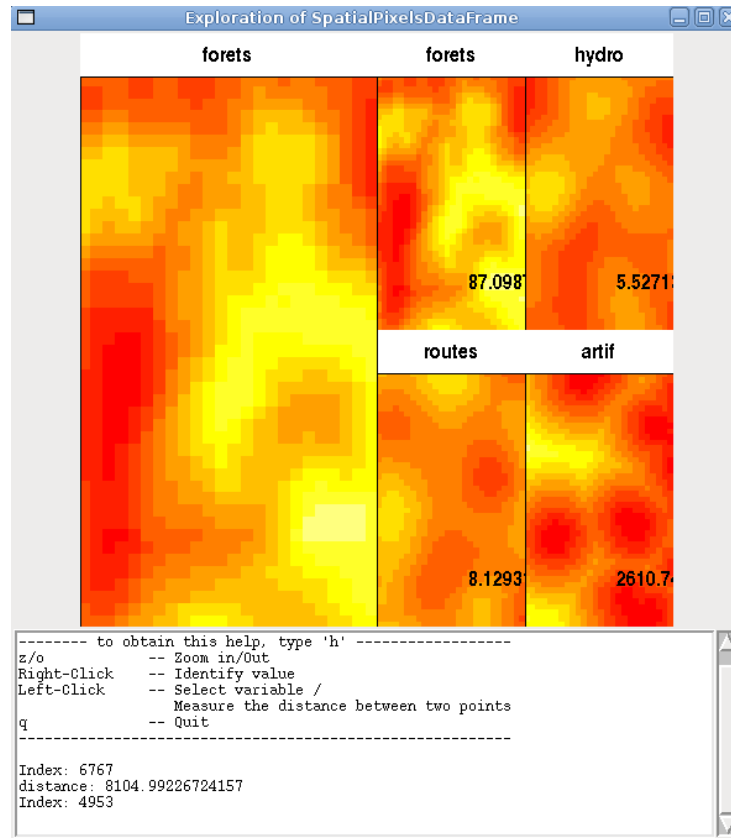 Exploration of SpatialPixelsDataFrame
forets
forets
hydro
87.098
5.5271
routes
artif
8.1293
2610.7
-------- to obtain this help, type 'h' ------------------
z/o -- Zoom in/Out
Right-Click -- Identify value
Left-Click -- Select variable /
Measure the distance between two points
q -- Quit
---------------------------------------------------------
Index: 6767
distance: 8104.99226724157
Index: 4953